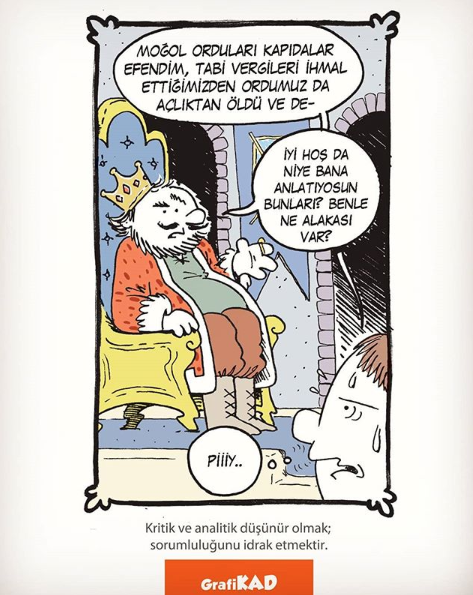 MOĞOL ORDULARI KAPIDALAR
EFENDİM, TABİ VERGİLERİ İHMAL
ETTİĞİMİZDEN ORDUMUZ DA
AÇLIKTAN ÖLDÜ VE DE-
İYİ HOŞ DA
NİYE BANA
ANLATIYOSUN
BUNLARI? BENLE
NE ALAKASI
VAR?
PİİİY..
Kritik ve analitik düşünür olmak;
sorumluluğunu idrak etmektir.
GrafiKAD